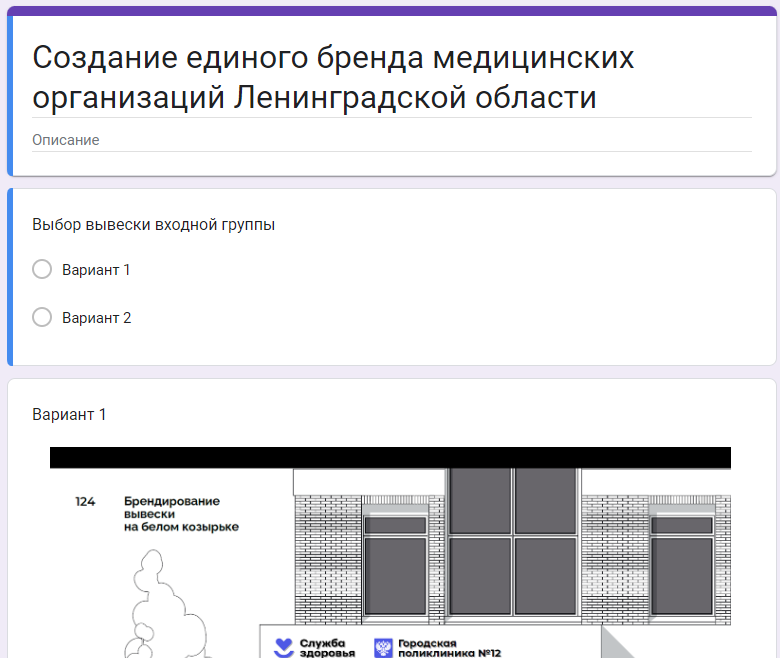 Создание единого бренда медицинских
организаций Ленинградской области
Описание
Выбор вывески входной группы
Вариант 1
Вариант 2
Вариант 1
124
Брендирование
вывески
на белом козырьке
Служба
здоровья
Городская
поликлиника №12